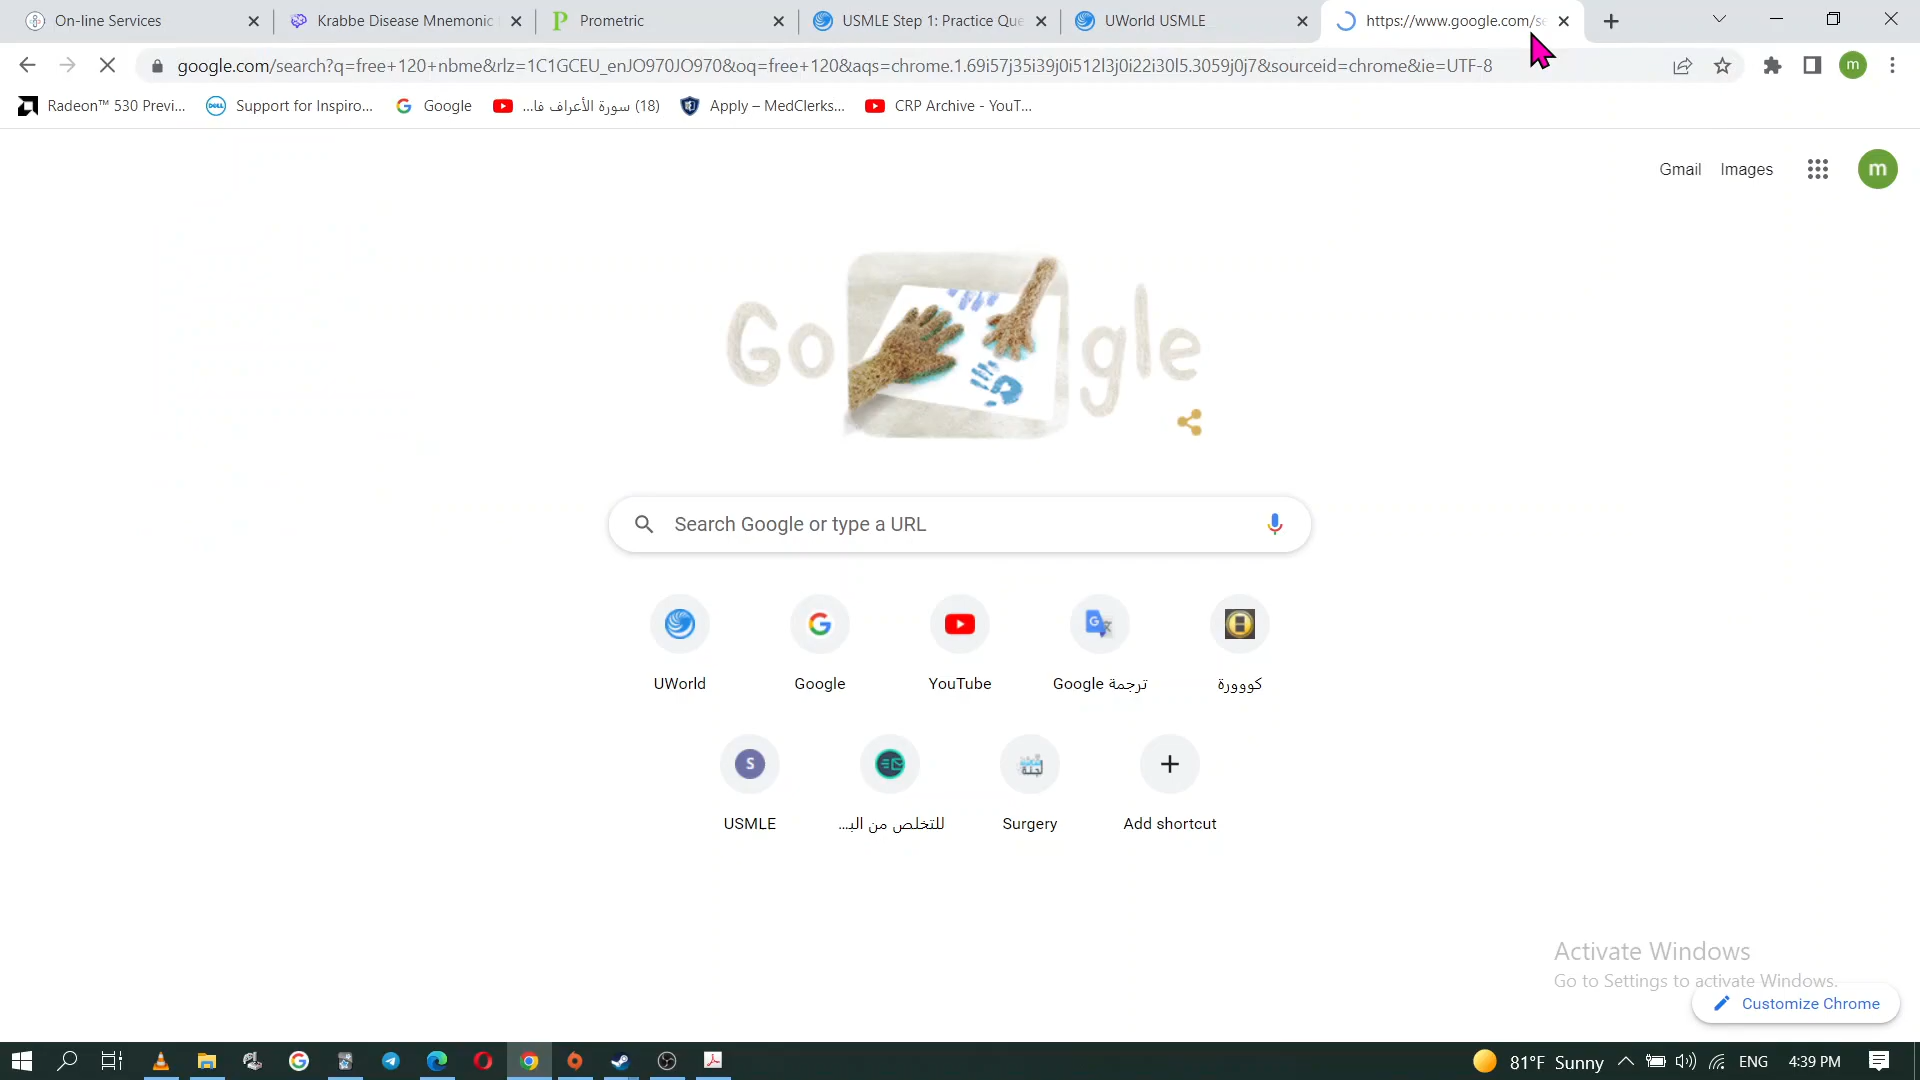 On-line Services
Krabbe Disease Mnemonic
Prometric
USMLE Step 1: Practice Que
UWorld USMLE
https://www.google.com/se
google.com/search?q=free+120+nbme&rlz=1C1GCEU_enJO970JO970&oq=free+120&aqs=chrome.1.69i57j35i39j0i512l3j0i22i30l5.3059j0j7&sourceid=chrome&ie=UTF-8
m
Radeon™ 530 Previ...
Support for Inspiro...
Google
(18) سورة الأعراف فا...
Apply – MedClerks...
CRP Archive - YouT...
Gmail
Images
m
Google
Search Google or type a URL
UWorld
Google
YouTube
ترجمة Google
كووورة
S
USMLE
للتخلص من الب...
Surgery
Add shortcut
Activate Windows
Go to Settings to activate Windows.
Customize Chrome
81°F Sunny
ENG
4:39 PM